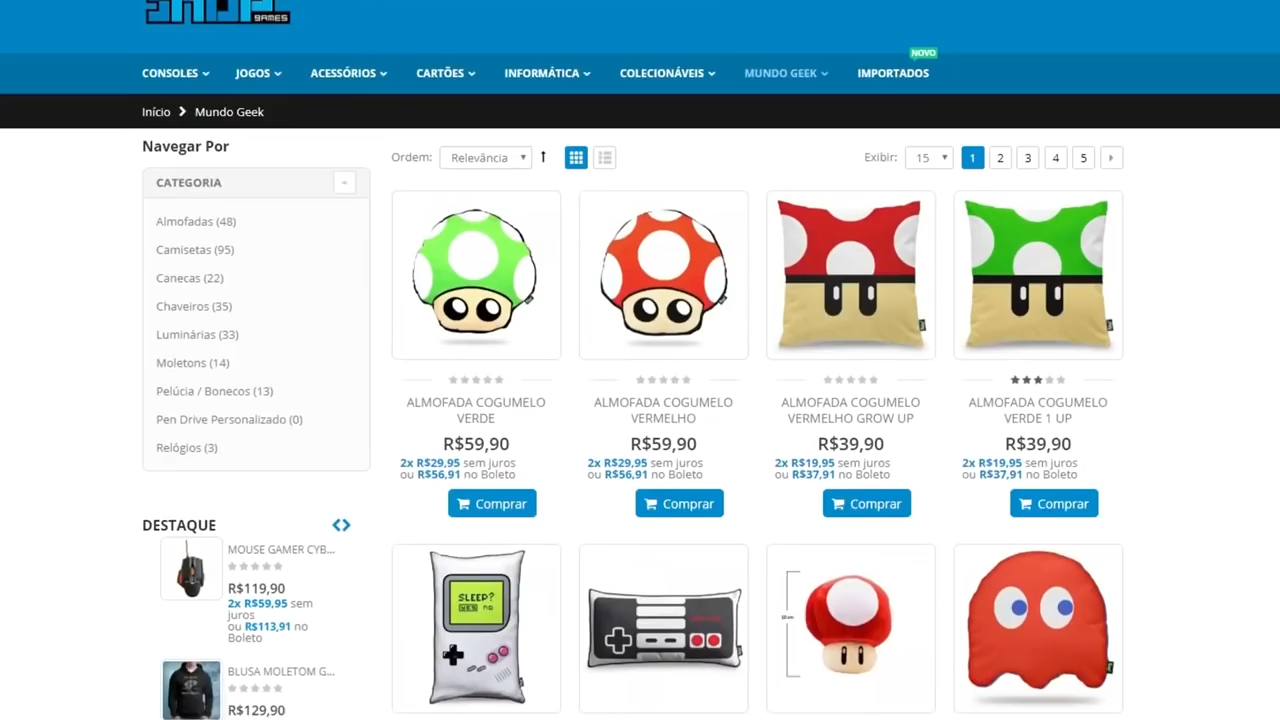 SHOP
GAMES
NOVO
CONSOLES
JOGOS
ACESSÓRIOS
CARTÕES
INFORMÁTICA
COLECIONÁVEIS
MUNDO GEEK
IMPORTADOS
Início
Mundo Geek
Navegar Por
CATEGORIA
Almofadas (48)
Camisetas (95)
Canecas (22)
Chaveiros (35)
Luminárias (33)
Moletons (14)
Pelúcia / Bonecos (13)
Pen Drive Personalizado (0)
Relógios (3)
DESTAQUE
MOUSE GAMER CYB...
R$119,90
2x R$59,95 sem
juros
ou R$113,91 no
Boleto
BLUSA MOLETOM G...
R$129,90
Ordem:
Relevância
Exibir:
15
1
2
3
4
5
ALMOFADA COGUMELO
VERDE
R$59,90
2x R$29,95 sem juros
ou R$56,91 no Boleto
Comprar
ALMOFADA COGUMELO
VERMELHO
R$59,90
2x R$29,95 sem juros
ou R$56,91 no Boleto
Comprar
ALMOFADA COGUMELO
VERMELHO GROW UP
R$39,90
2x R$19,95 sem juros
ou R$37,91 no Boleto
Comprar
ALMOFADA COGUMELO
VERDE 1 UP
R$39,90
2x R$19,95 sem juros
ou R$37,91 no Boleto
Comprar
SLEEP?
YES no